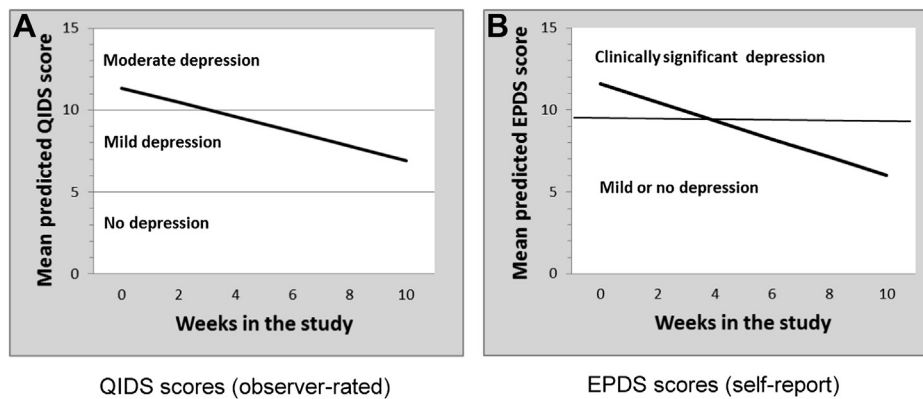 A
Mean predicted QIDS score
15
10
5
0
Moderate depression
Mild depression
No depression
0 2 4 6 8 10
Weeks in the study
QIDS scores (observer-rated)
B
Mean predicted EPDS score
15
10
5
0
Clinically significant depression
Mild or no depression
0 2 4 6 8 10
Weeks in the study
EPDS scores (self-report)